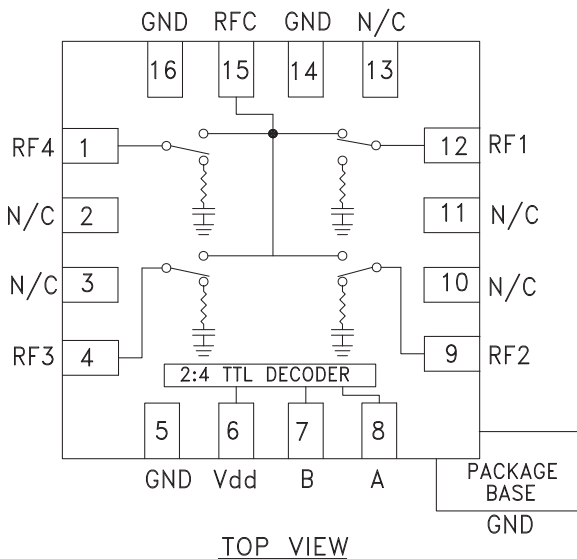 GND RFC GND N/C
16 15 14 13
RF4 1 12 RF1
N/C 2 11 N/C
N/C 3 10 N/C
RF3 4 9 RF2
2:4 TTL DECODER
5 6 7 8
GND Vdd B A
PACKAGE
BASE
GND
TOP VIEW